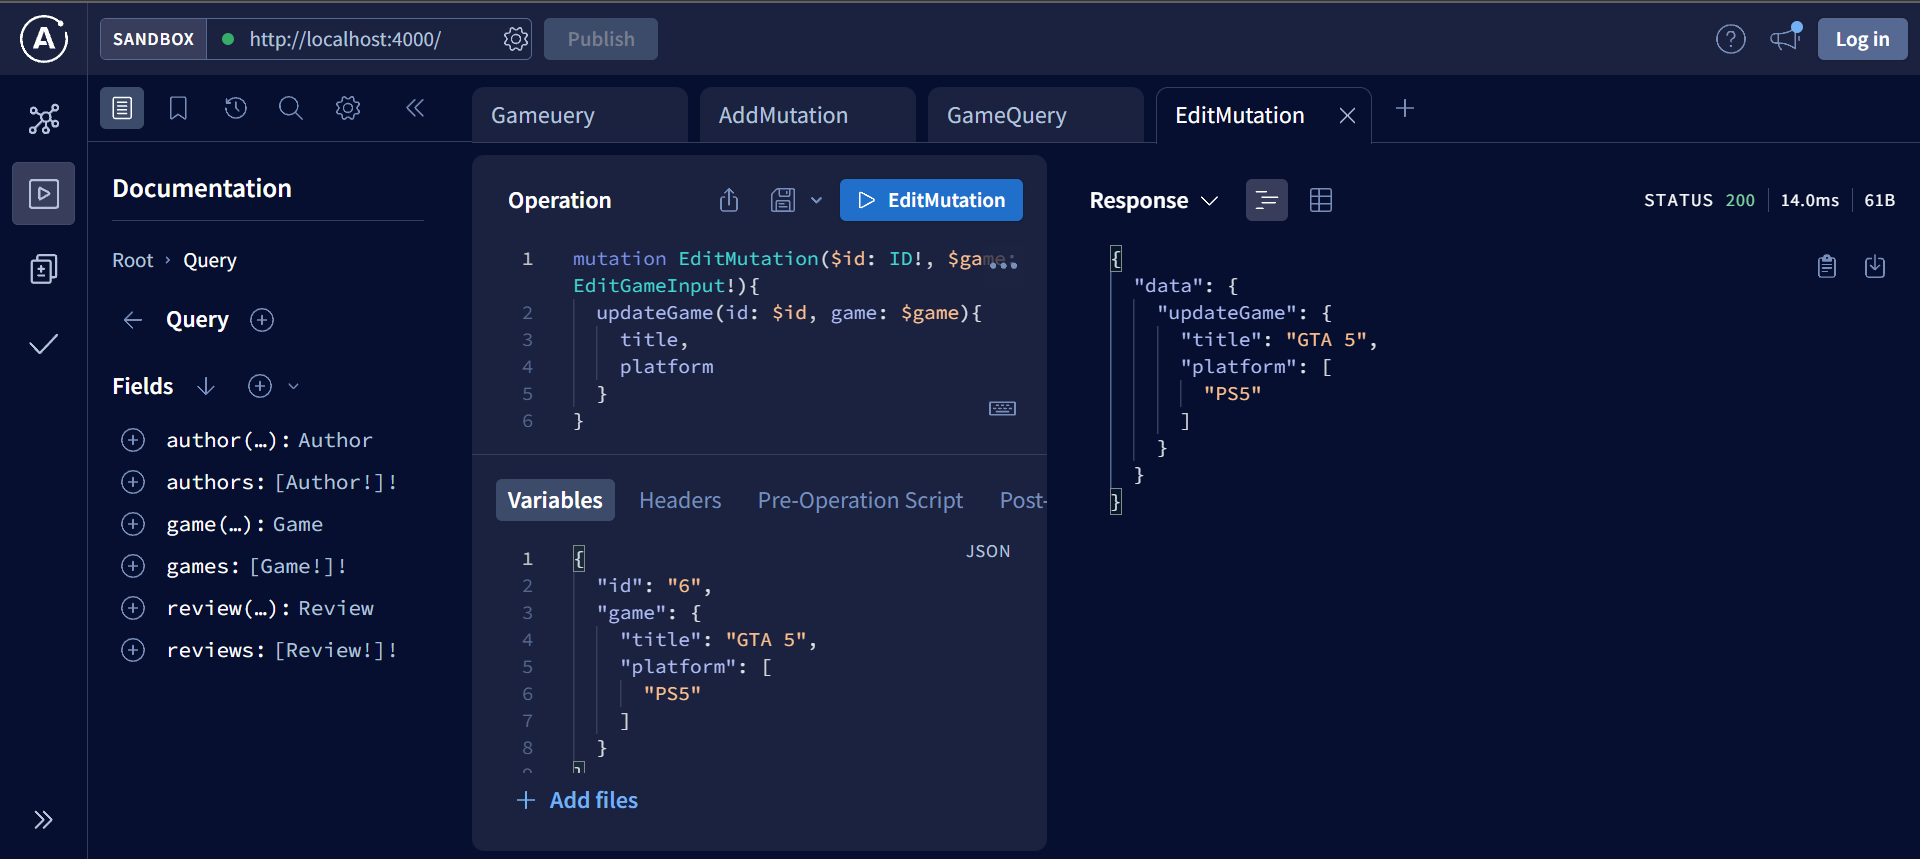 SANDBOX
http://localhost:4000/
Publish
Log in
Gameuery
AddMutation
GameQuery
EditMutation
Documentation
Root › Query
Query
Fields
author(…): Author
authors: [Author!]!
game(…): Game
games: [Game!]!
review(…): Review
reviews: [Review!]!
Operation
EditMutation
1 mutation EditMutation($id: ID!, $game:
EditGameInput!){
2 updateGame(id: $id, game: $game){
3 title,
4 platform
5 }
6 }
Variables
Headers
Pre-Operation Script
Post-
JSON
1 {
2 "id": "6",
3 "game": {
4 "title": "GTA 5",
5 "platform": [
6 "PS5"
7 ]
8 }
9 }
+ Add files
Response
STATUS 200
14.0ms
61B
{
"data": {
"updateGame": {
"title": "GTA 5",
"platform": [
"PS5"
]
}
}
}